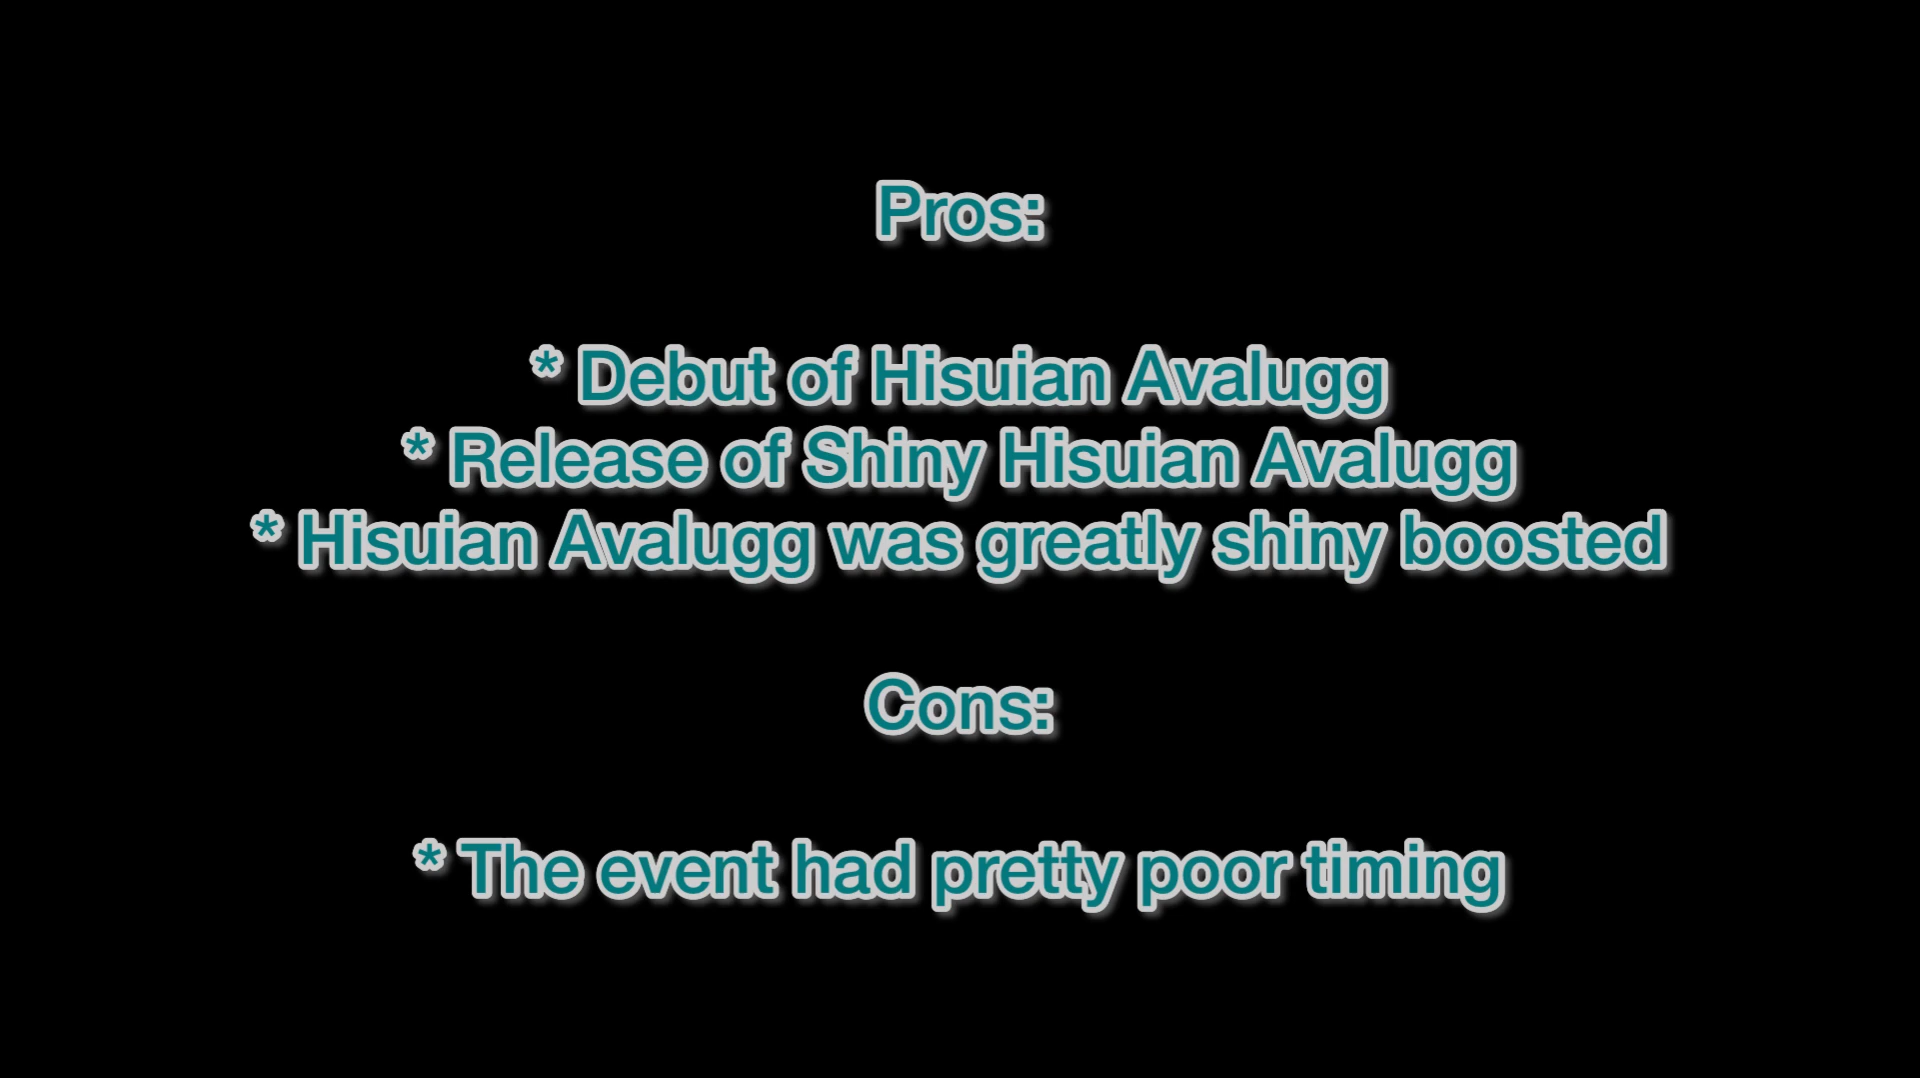 Pros:
* Debut of Hisuian Avalugg
* Release of Shiny Hisuian Avalugg
* Hisuian Avalugg was greatly shiny boosted
Cons:
* The event had pretty poor timing